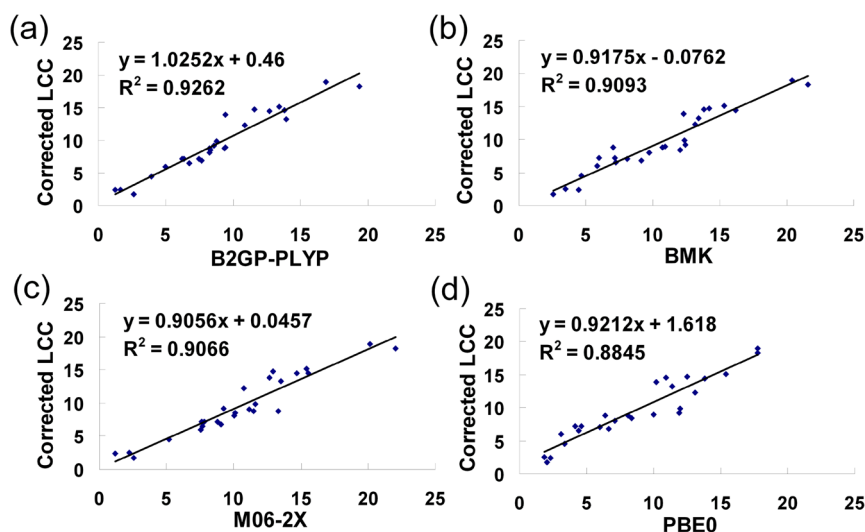 (a)
y = 1.0252x + 0.46
R² = 0.9262
Corrected LCC
25
20
15
10
5
0
0 5 10 15 20 25
B2GP-PLYP
(b)
y = 0.9175x - 0.0762
R² = 0.9093
Corrected LCC
25
20
15
10
5
0
0 5 10 15 20 25
BMK
(c)
y = 0.9056x + 0.0457
R² = 0.9066
Corrected LCC
25
20
15
10
5
0
0 5 10 15 20 25
M06-2X
(d)
y = 0.9212x + 1.618
R² = 0.8845
Corrected LCC
25
20
15
10
5
0
0 5 10 15 20 25
PBE0